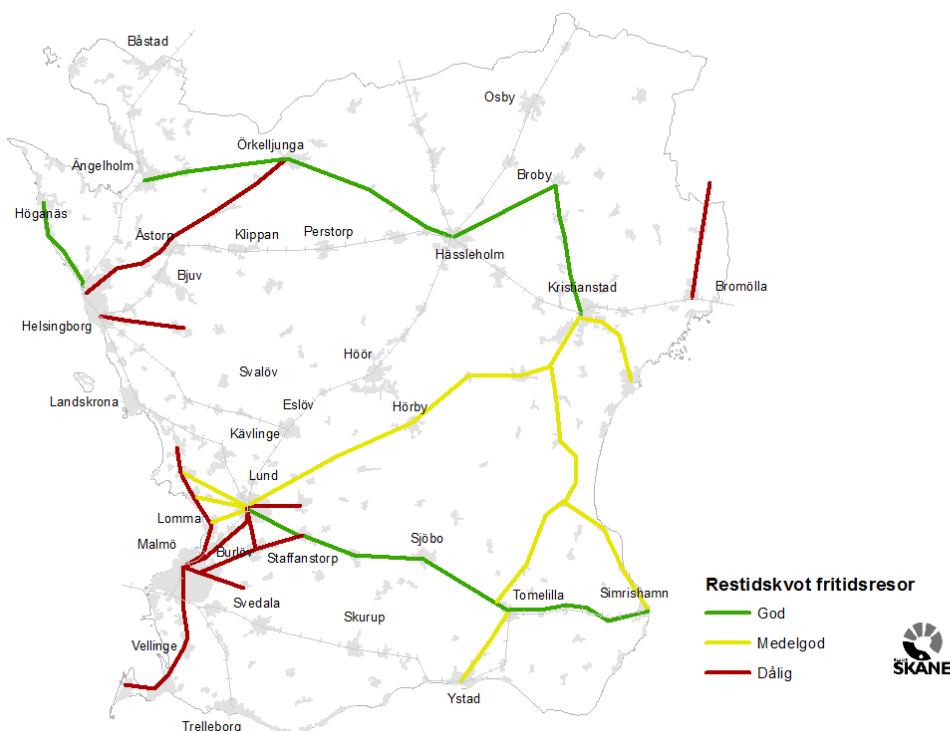 Båstad
Osby
Örkelljunga
Ängelholm
Broby
Höganäs
Åstorp
Klippan
Perstorp
Hässleholm
Bjuv
Kristianstad
Bromölla
Helsingborg
Höör
Svalöv
Landskrona
Eslöv
Hörby
Kävlinge
Lund
Lomma
Malmö
Burlöv
Staffanstorp
Sjöbo
Svedala
Tomelilla
Simrishamn
Skurup
Vellinge
Ystad
Trelleborg
Restidskvot fritidsresor
God
Medelgod
Dålig
SKÅNE